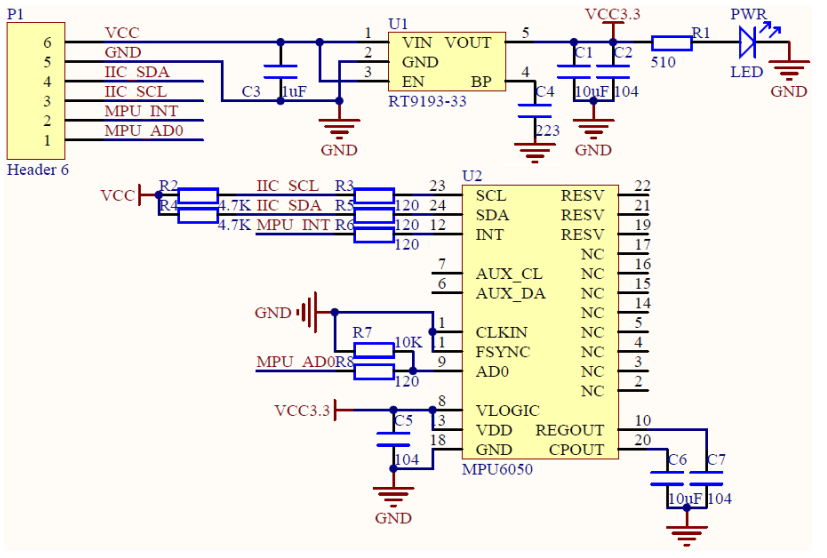 P1
6 VCC
5 GND
4 IIC_SDA
3 IIC_SCL
2 MPU_INT
1 MPU_AD0
Header 6
U1
1 VIN VOUT 5
2 GND
3 EN BP 4
RT9193-33
C3 1uF
GND
C4
223
VCC3.3
C1 C2
10uF 104
GND
R1
510
PWR
LED
GND
U2
VCC R2 IIC_SCL R3 23 SCL RESV 22
R4 4.7K IIC_SDA R5 120 24 SDA RESV 21
4.7K MPU_INT R6 120 12 INT RESV 19
120 NC 17
7 AUX_CL NC 16
6 AUX_DA NC 15
NC 14
GND 1 CLKIN NC 5
R7 10K 11 FSYNC NC 4
MPU_AD0 R8 9 AD0 NC 3
120 NC 2
VCC3.3 8 VLOGIC
C5 13 VDD REGOUT 10
104 18 GND CPOUT 20
MPU6050
GND
C6 C7
10uF 104